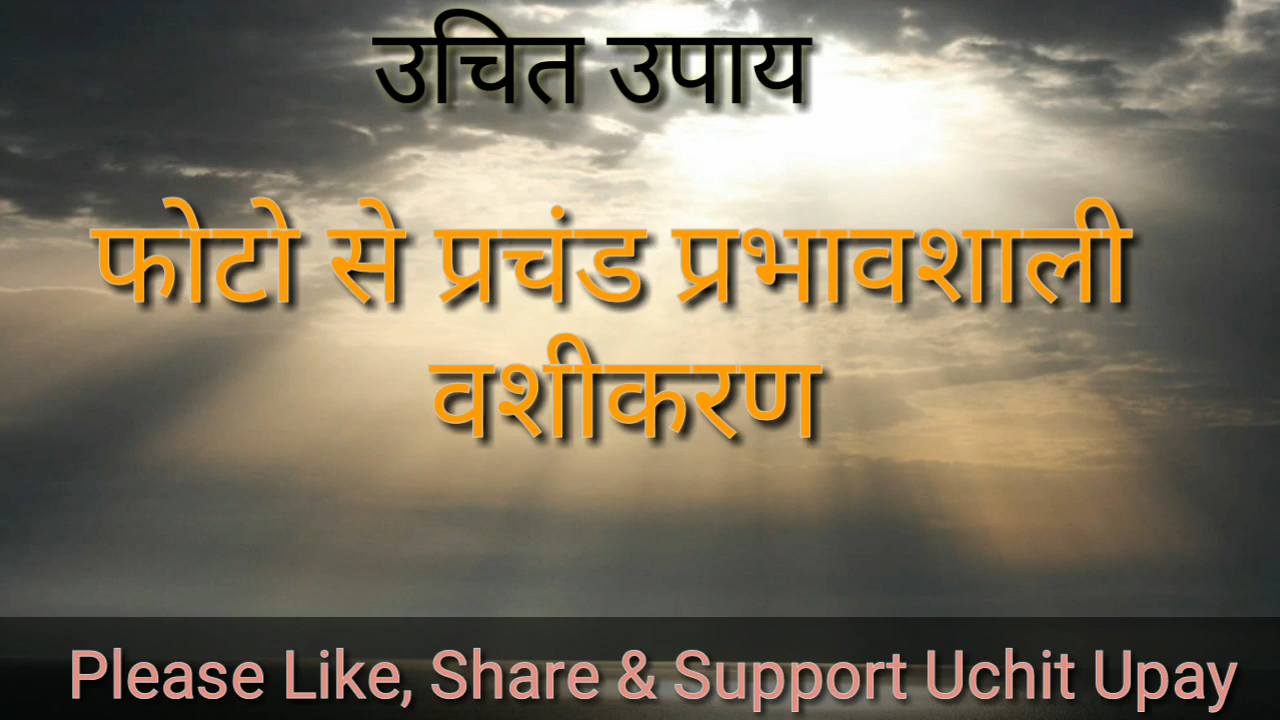 उचित उपाय
फोटो से प्रचंड प्रभावशाली
वशीकरण
Please Like, Share & Support Uchit Upay